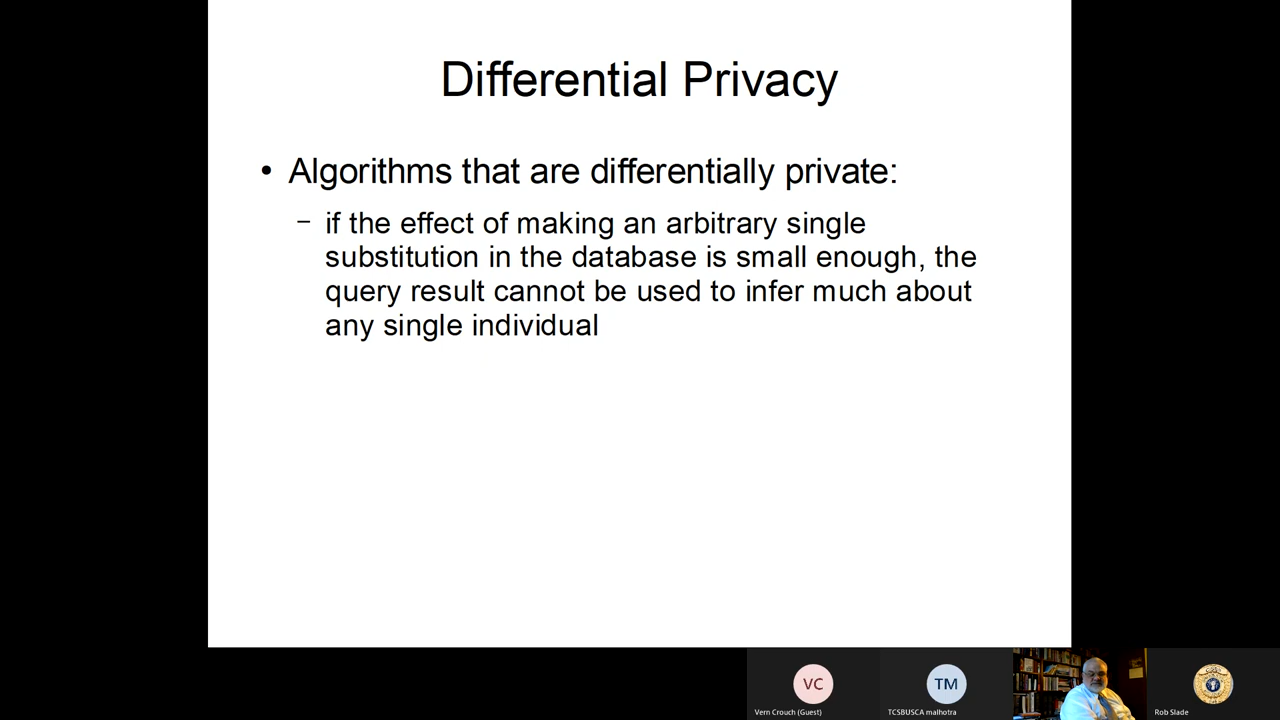 Differential Privacy
• Algorithms that are differentially private:
– if the effect of making an arbitrary single
substitution in the database is small enough, the
query result cannot be used to infer much about
any single individual
VC
TM
Vern Crouch (Guest)
TCSBUSCA malhotra
Rob Slade